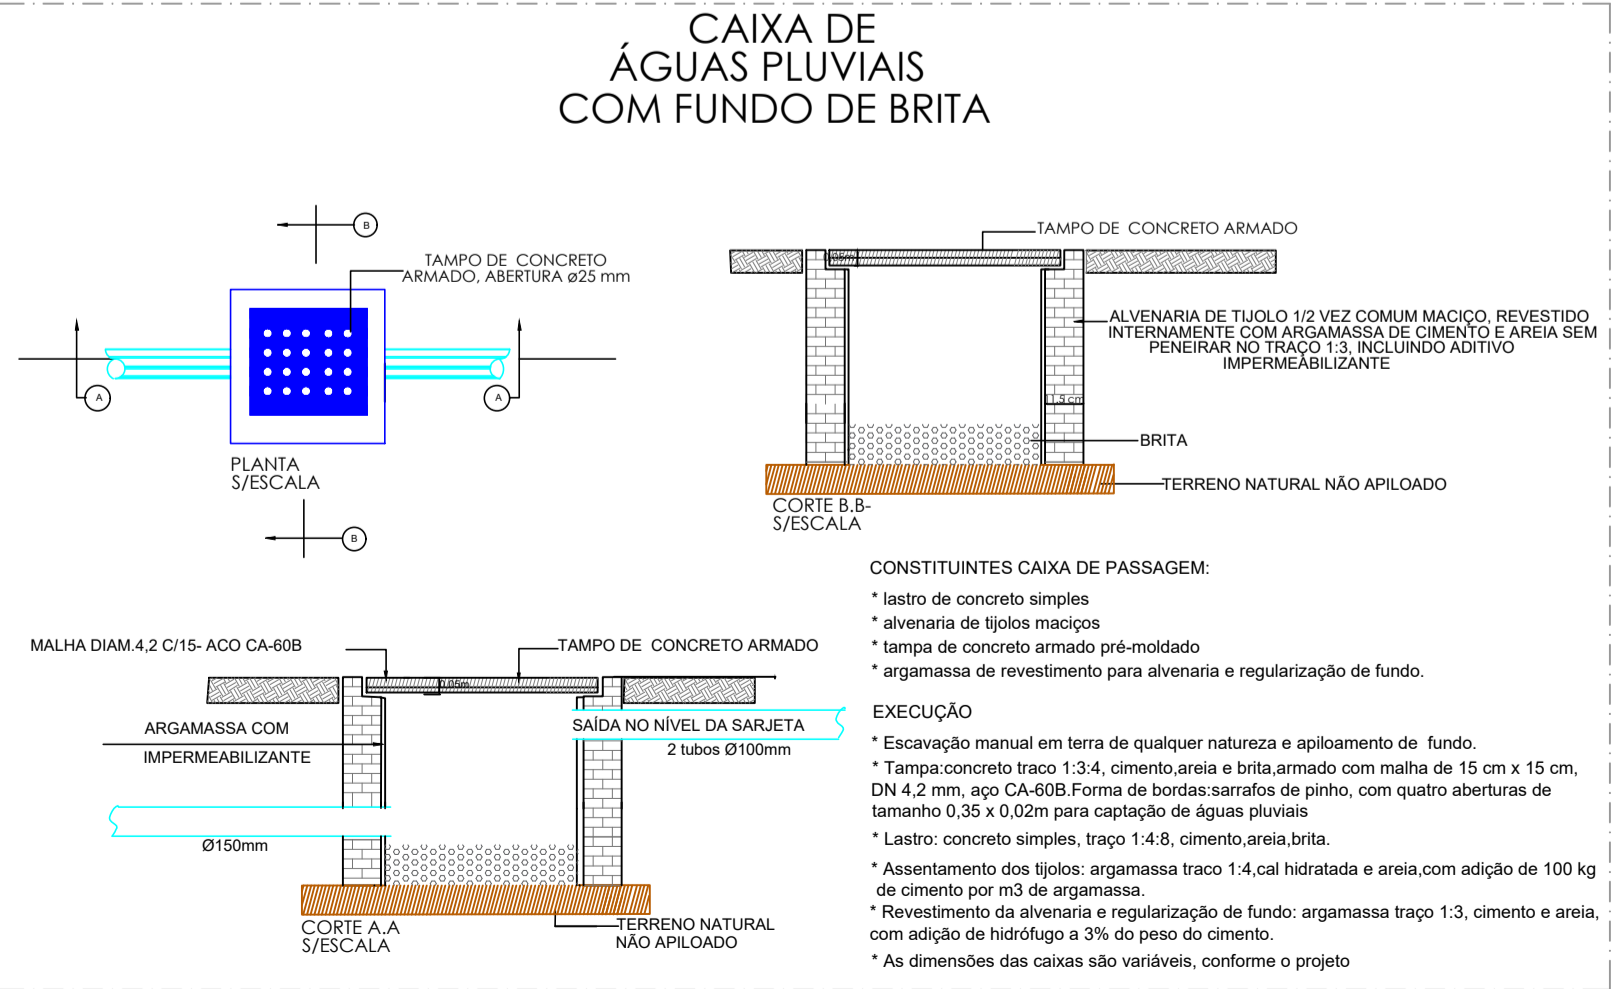 CAIXA DE
ÁGUAS PLUVIAIS
COM FUNDO DE BRITA
B
TAMPO DE CONCRETO
ARMADO, ABERTURA ø25 mm
A
A
PLANTA
S/ESCALA
B
TAMPO DE CONCRETO ARMADO
0,05m
ALVENARIA DE TIJOLO 1/2 VEZ COMUM MACIÇO, REVESTIDO
INTERNAMENTE COM ARGAMASSA DE CIMENTO E AREIA SEM
PENEIRAR NO TRAÇO 1:3, INCLUINDO ADITIVO
IMPERMEABILIZANTE
11,5 cm
BRITA
TERRENO NATURAL NÃO APILOADO
CORTE B.B-
S/ESCALA
MALHA DIAM.4,2 C/15- ACO CA-60B
TAMPO DE CONCRETO ARMADO
0,05m
ARGAMASSA COM
IMPERMEABILIZANTE
SAÍDA NO NÍVEL DA SARJETA
2 tubos Ø100mm
Ø150mm
TERRENO NATURAL
NÃO APILOADO
CORTE A.A
S/ESCALA
CONSTITUINTES CAIXA DE PASSAGEM:
* lastro de concreto simples
* alvenaria de tijolos maciços
* tampa de concreto armado pré-moldado
* argamassa de revestimento para alvenaria e regularização de fundo.
EXECUÇÃO
* Escavação manual em terra de qualquer natureza e apiloamento de fundo.
* Tampa:concreto traco 1:3:4, cimento,areia e brita,armado com malha de 15 cm x 15 cm,
DN 4,2 mm, aço CA-60B.Forma de bordas:sarrafos de pinho, com quatro aberturas de
tamanho 0,35 x 0,02m para captação de águas pluviais
* Lastro: concreto simples, traço 1:4:8, cimento,areia,brita.
* Assentamento dos tijolos: argamassa traco 1:4,cal hidratada e areia,com adição de 100 kg
de cimento por m3 de argamassa.
* Revestimento da alvenaria e regularização de fundo: argamassa traço 1:3, cimento e areia,
com adição de hidrófugo a 3% do peso do cimento.
* As dimensões das caixas são variáveis, conforme o projeto